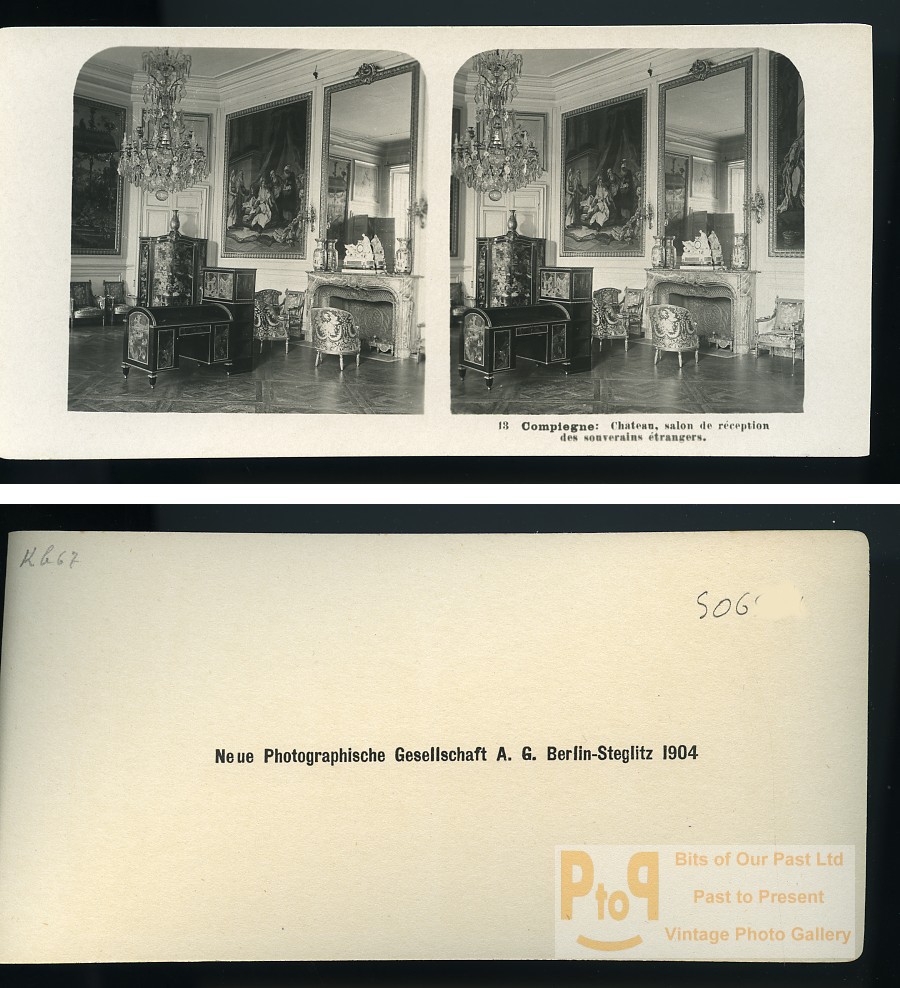 13 Compiegne: Chateau, salon de réception
des souverains étrangers.
Kb67
506
Neue Photographische Gesellschaft A. G. Berlin-Steglitz 1904
PtoP
Bits of Our Past Ltd
Past to Present
Vintage Photo Gallery